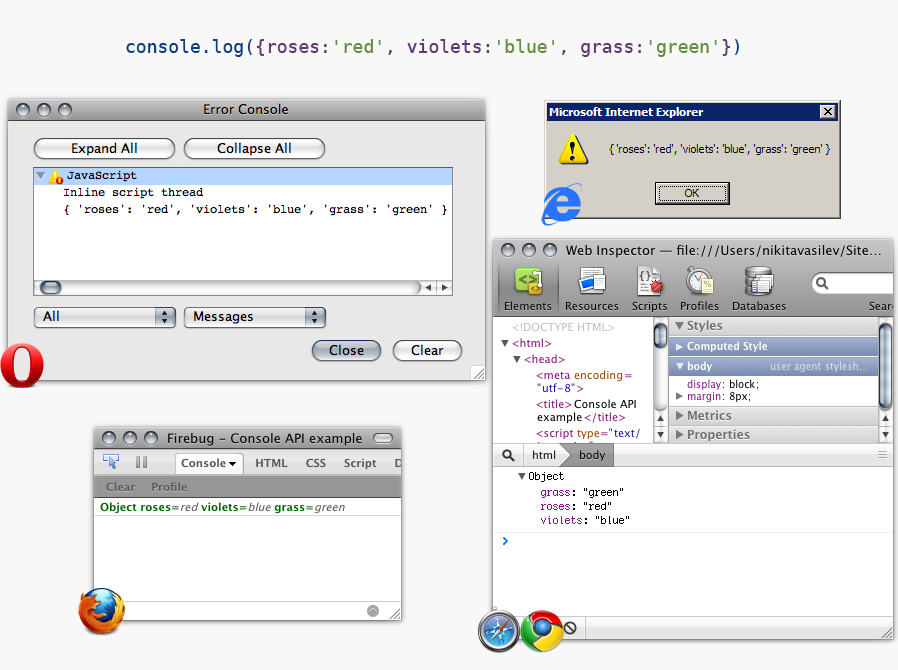 console.log({roses:'red', violets:'blue', grass:'green'})
Error Console
Expand All Collapse All
JavaScript
Inline script thread
{ 'roses': 'red', 'violets': 'blue', 'grass': 'green' }
All Messages
Close Clear
Microsoft Internet Explorer
{ 'roses': 'red', 'violets': 'blue', 'grass': 'green' }
OK
Web Inspector — file:///Users/nikitavasilev/Site...
Elements Resources Scripts Profiles Databases Sear
<!DOCTYPE HTML>
<html>
<head>
<meta encoding=
"utf-8">
<title>Console API
example</title>
<script type="text/
Styles
Computed Style
body user agent stylesh...
display: block;
margin: 8px;
Metrics
Properties
html body
Object
grass: "green"
roses: "red"
violets: "blue"
Firebug – Console API example
Console HTML CSS Script D
Clear Profile
Object roses=red violets=blue grass=green